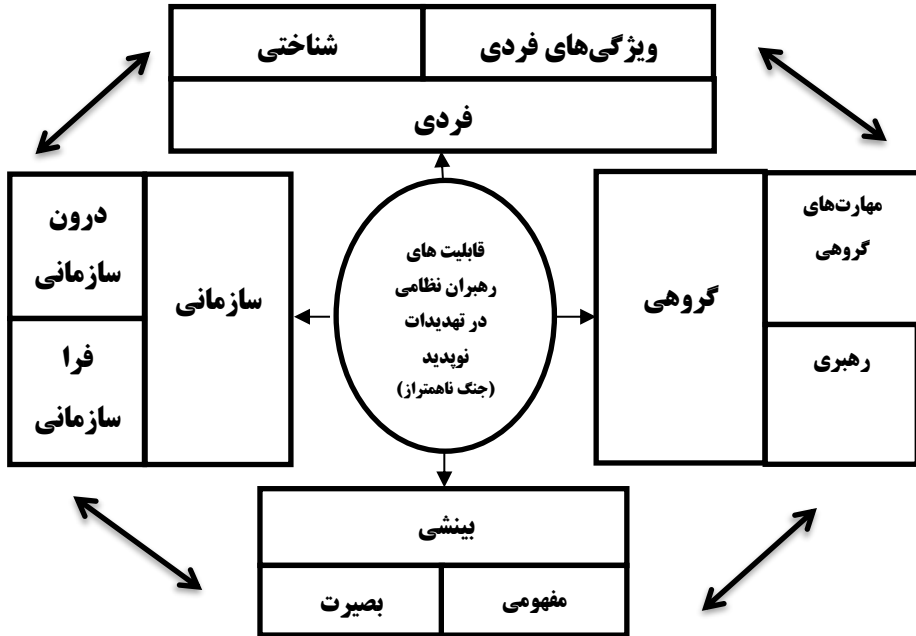 ویژگی‌های فردی
شناختی
فردی
مهارت‌های
گروهی
گروهی
رهبری
قابلیت های
رهبران نظامی
در تهدیدات
نوپدید
(جنگ ناهمتراز)
سازمانی
درون
سازمانی
فرا
سازمانی
بینشی
مفهومی
بصیرت